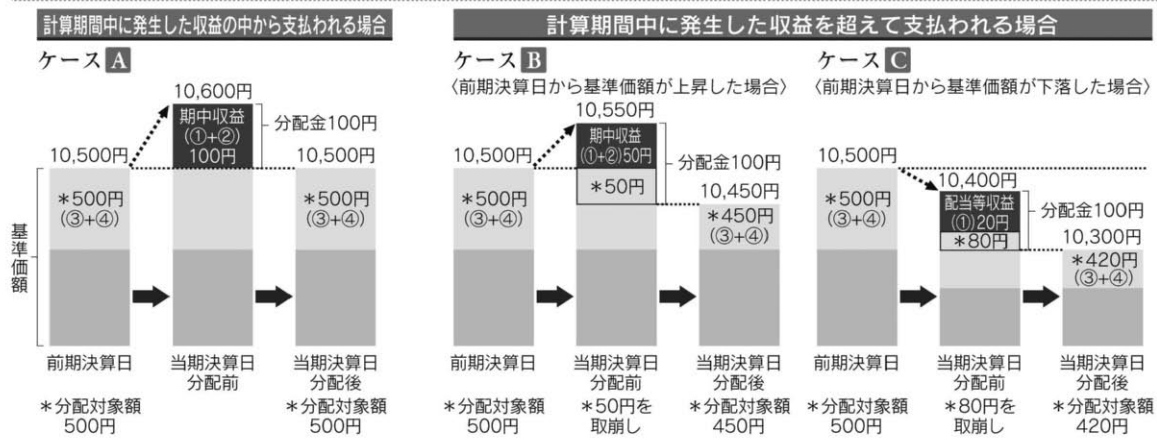 計算期間中に発生した収益の中から支払われる場合
ケースA
10,600円
期中収益
(①+②)
100円
分配金100円
10,500円
10,500円
*500円
(③+④)
*500円
(③+④)
基準価額
前期決算日
当期決算日
分配前
当期決算日
分配後
*分配対象額
500円
*分配対象額
500円
計算期間中に発生した収益を超えて支払われる場合
ケースB
〈前期決算日から基準価額が上昇した場合〉
10,550円
期中収益
(①+②)50円
分配金100円
10,500円
*500円
(③+④)
*50円
10,450円
*450円
(③+④)
前期決算日
当期決算日
分配前
当期決算日
分配後
*分配対象額
500円
*50円を
取崩し
*分配対象額
450円
ケースC
〈前期決算日から基準価額が下落した場合〉
10,500円
*500円
(③+④)
10,400円
配当等収益
(①)20円
分配金100円
*80円
10,300円
*420円
(③+④)
前期決算日
当期決算日
分配前
当期決算日
分配後
*分配対象額
500円
*80円を
取崩し
*分配対象額
420円